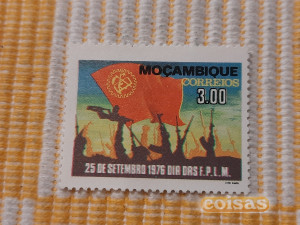 MOÇAMBIQUE
CORREIOS
3.00
25 DE SETEMBRO 1976 DIA DAS F.P.L.M.
coisas